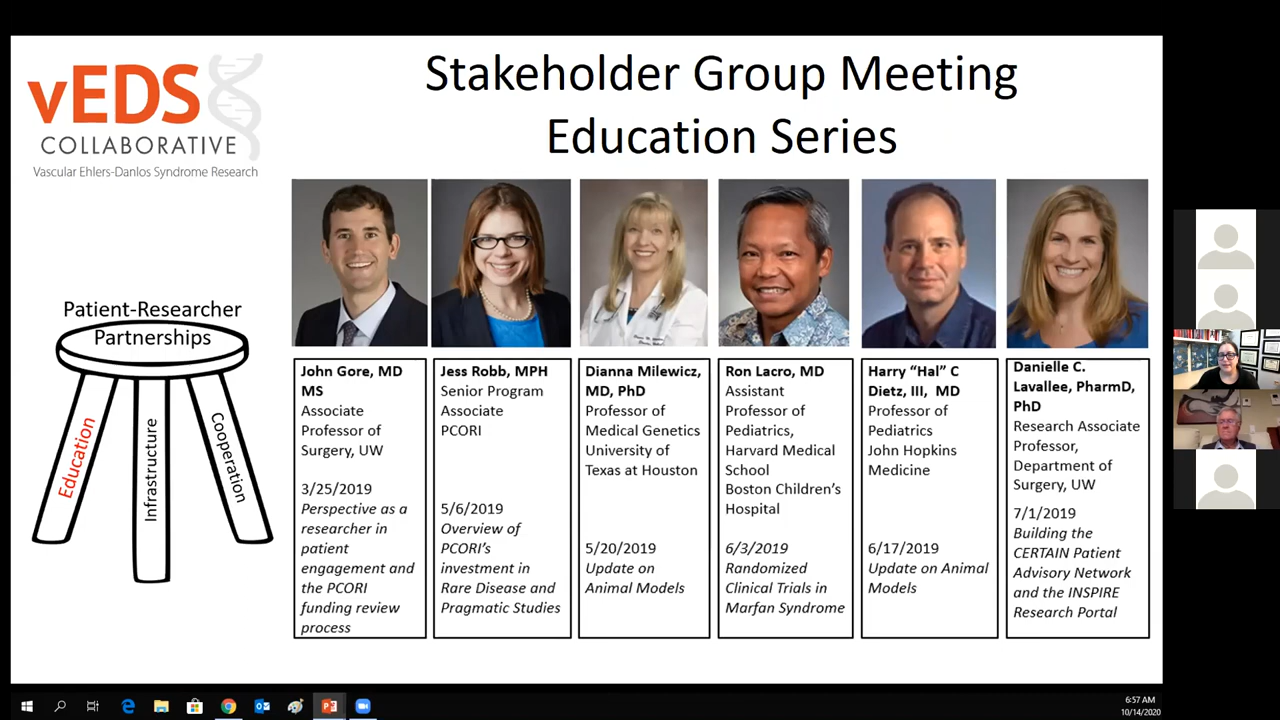 vEDS
COLLABORATIVE
Vascular Ehlers-Danlos Syndrome Research
Stakeholder Group Meeting
Education Series
Patient-Researcher
Partnerships
Education
Infrastructure
Cooperation
John Gore, MD
MS
Associate
Professor of
Surgery, UW
3/25/2019
Perspective as a
researcher in
patient
engagement and
the PCORI
funding review
process
Jess Robb, MPH
Senior Program
Associate
PCORI
5/6/2019
Overview of
PCORI's
investment in
Rare Disease and
Pragmatic Studies
Dianna Milewicz,
MD, PhD
Professor of
Medical Genetics
University of
Texas at Houston
5/20/2019
Update on
Animal Models
Ron Lacro, MD
Assistant
Professor of
Pediatrics,
Harvard Medical
School
Boston Children's
Hospital
6/3/2019
Randomized
Clinical Trials in
Marfan Syndrome
Harry "Hal" C
Dietz, III, MD
Professor of
Pediatrics
John Hopkins
Medicine
6/17/2019
Update on Animal
Models
Danielle C.
Lavallee, PharmD,
PhD
Research Associate
Professor,
Department of
Surgery, UW
7/1/2019
Building the
CERTAIN Patient
Advisory Network
and the INSPIRE
Research Portal
6:57 AM
10/14/2020